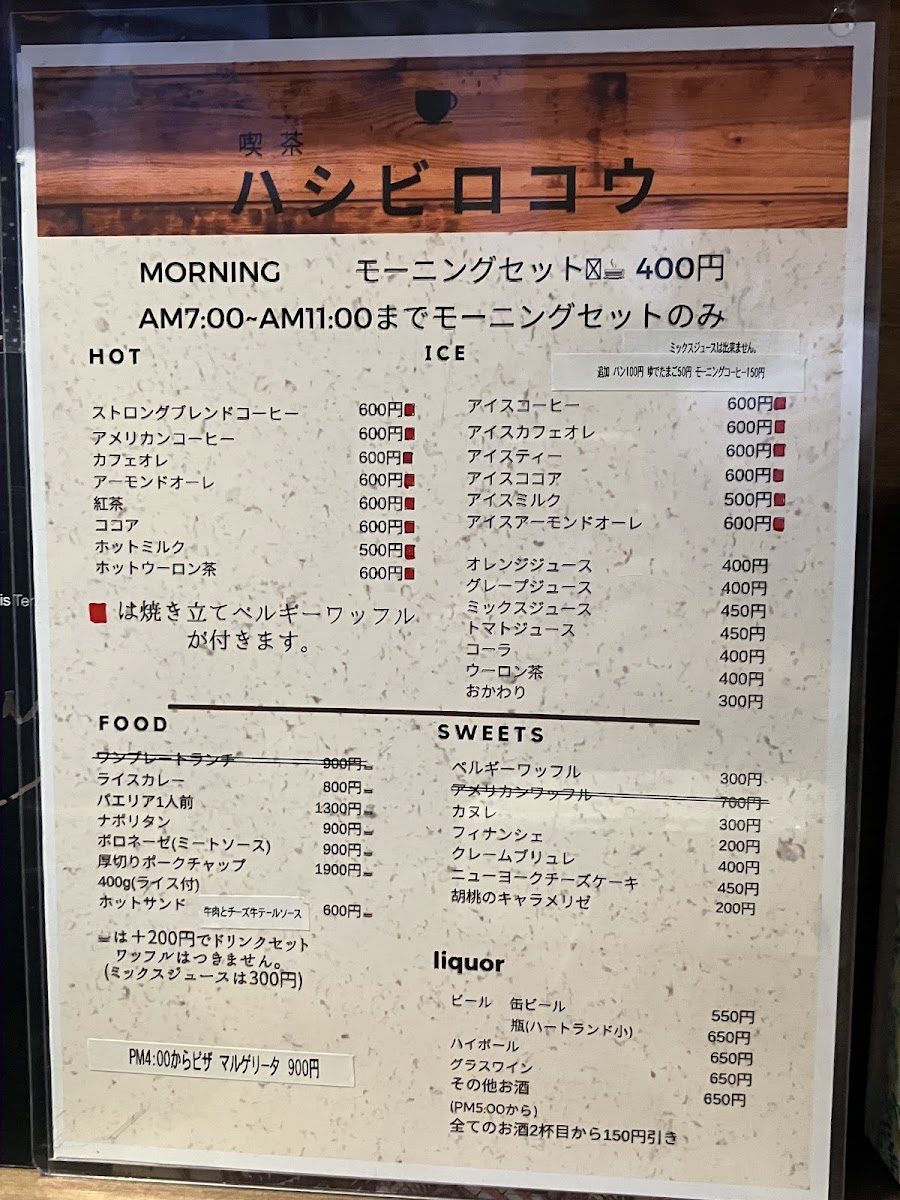 喫茶
ハシビロコウ
MORNING モーニングセット☕ 400円
AM7:00~AM11:00までモーニングセットのみ
ミックスジュースは出来ません。
追加 パン100円 ゆでたまご50円 モーニングコーヒー150円
HOT
ストロングブレンドコーヒー 600円
アメリカンコーヒー 600円
カフェオレ 600円
アーモンドオーレ 600円
紅茶 600円
ココア 600円
ホットミルク 500円
ホットウーロン茶 600円
は焼き立てベルギーワッフル
が付きます。
ICE
アイスコーヒー 600円
アイスカフェオレ 600円
アイスティー 600円
アイスココア 600円
アイスミルク 500円
アイスアーモンドオーレ 600円
オレンジジュース 400円
グレープジュース 400円
ミックスジュース 450円
トマトジュース 450円
コーラ 400円
ウーロン茶 400円
おかわり 300円
FOOD
ワンプレートランチ 900円☕
ライスカレー 800円☕
パエリア1人前 1300円☕
ナポリタン 900円☕
ボロネーゼ(ミートソース) 900円☕
厚切りポークチャップ 1900円☕
400g(ライス付)
ホットサンド 牛肉とチーズ牛テールソース 600円☕
☕は+200円でドリンクセット
ワッフルはつきません。
(ミックスジュースは300円)
PM4:00からピザ マルゲリータ 900円
SWEETS
ベルギーワッフル 300円
アメリカンワッフル 700円
カヌレ 300円
フィナンシェ 200円
クレームブリュレ 400円
ニューヨークチーズケーキ 450円
胡桃のキャラメリゼ 200円
liquor
ビール 缶ビール 550円
瓶(ハートランド小) 650円
ハイボール 650円
グラスワイン 650円
その他お酒 650円
(PM5:00から)
全てのお酒2杯目から150円引き